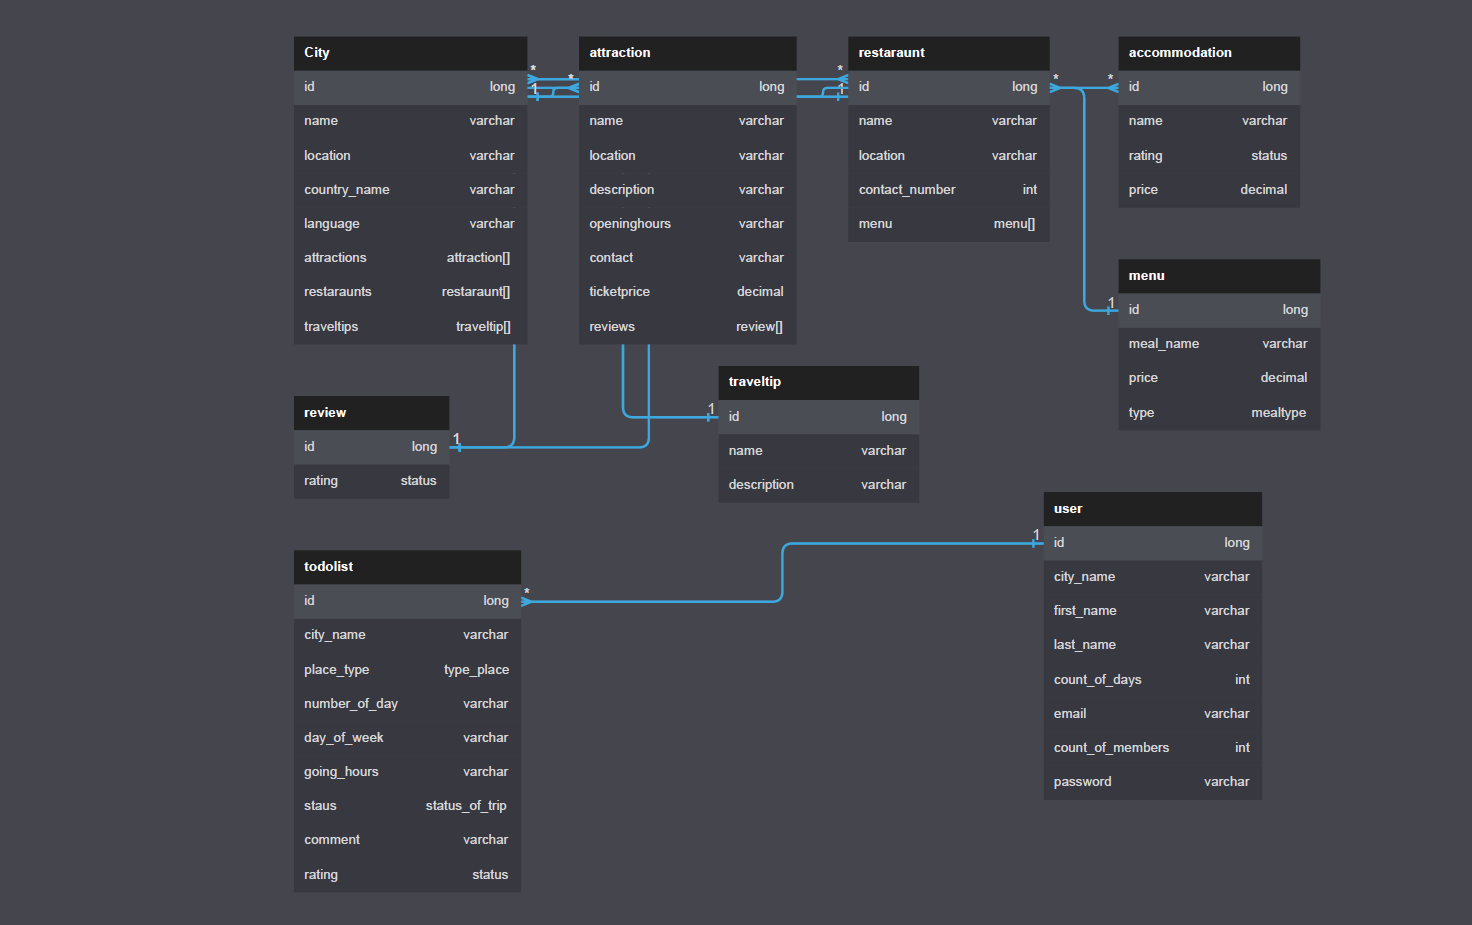 City
id long
name varchar
location varchar
country_name varchar
language varchar
attractions attraction[]
restaraunts restaraunt[]
traveltips traveltip[]
* 1
attraction
* id long
name varchar
location varchar
description varchar
openinghours varchar
contact varchar
ticketprice decimal
reviews review[]
* 1
restaraunt
id long *
name varchar
location varchar
contact_number int
menu menu[]
accommodation
* id long
name varchar
rating status
price decimal
menu
1 id long
meal_name varchar
price decimal
type mealtype
review
id long 1
rating status
traveltip
1 id long
name varchar
description varchar
todolist
id long *
city_name varchar
place_type type_place
number_of_day varchar
day_of_week varchar
going_hours varchar
staus status_of_trip
comment varchar
rating status
user
1 id long
city_name varchar
first_name varchar
last_name varchar
count_of_days int
email varchar
count_of_members int
password varchar